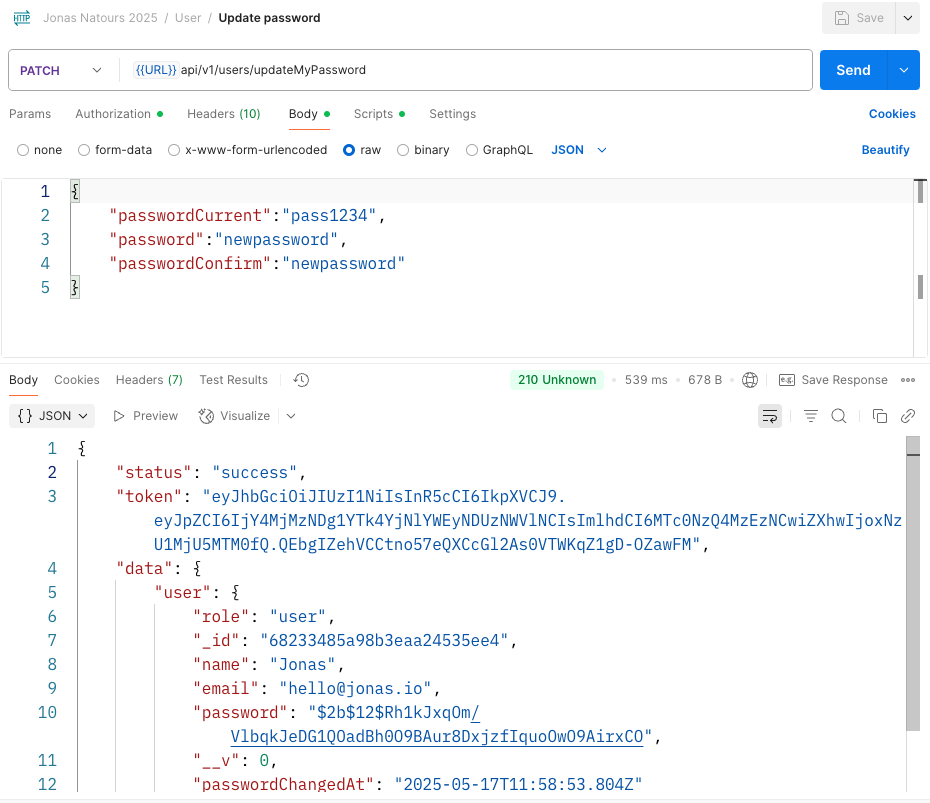 HTTP Jonas Natours 2025 / User / Update password Save
PATCH {{URL}} api/v1/users/updateMyPassword Send
Params Authorization Headers (10) Body Scripts Settings Cookies
none form-data x-www-form-urlencoded raw binary GraphQL JSON Beautify
1 {
2 "passwordCurrent":"pass1234",
3 "password":"newpassword",
4 "passwordConfirm":"newpassword"
5 }
Body Cookies Headers (7) Test Results 210 Unknown • 539 ms • 678 B • e.g. Save Response
{} JSON Preview Visualize
1 {
2 "status": "success",
3 "token": "eyJhbGciOiJIUzI1NiIsInR5cCI6IkpXVCJ9.
eyJpZCI6IjY4MjMzNDg1YTk4YjNlYWEyNDUzNWVlNCIsImlhdCI6MTc0NzQ4MzEzNCwiZXhwIjoxNz
U1MjU5MTM0fQ.QEbgIZehVCCtno57eQXCcGl2As0VTWKqZ1gD-OZawFM",
4 "data": {
5 "user": {
6 "role": "user",
7 "_id": "68233485a98b3eaa24535ee4",
8 "name": "Jonas",
9 "email": "hello@jonas.io",
10 "password": "$2b$12$Rh1kJxqOm/
VlbqkJeDG1QOadBh0O9BAur8DxjzfIquoOwO9AirxCO",
11 "__v": 0,
12 "passwordChangedAt": "2025-05-17T11:58:53.804Z"